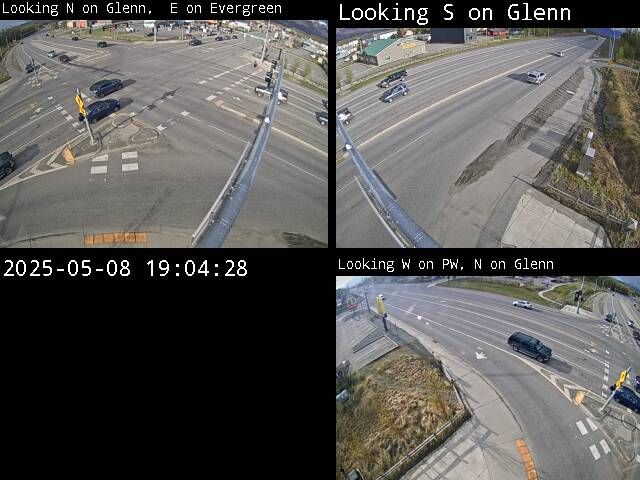 Looking N on Glenn, E on Evergreen
Looking S on Glenn
2025-05-08 19:04:28
Looking W on PW, N on Glenn